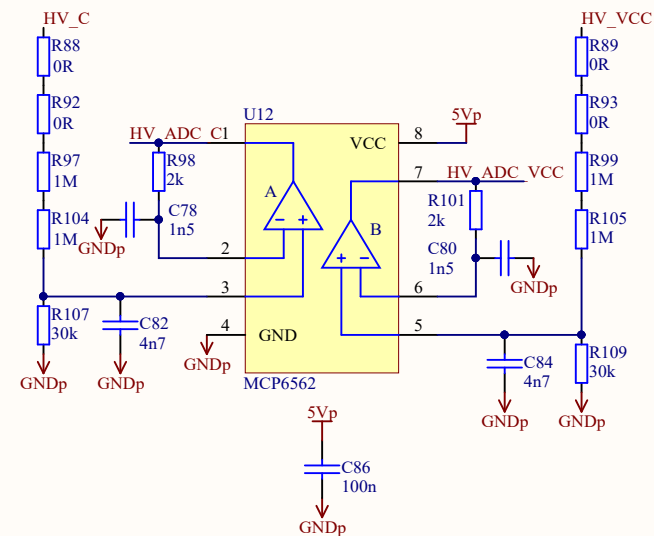 HV_C
HV_VCC
R88
0R
R92
0R
R97
1M
R104
1M
R107
30k
GNDp
C82
4n7
GNDp
HV_ADC_C
R98
2k
C78
1n5
GNDp
U12
1
2
3
4
GNDp
A
B
VCC
GND
8
7
6
5
MCP6562
5Vp
HV_ADC_VCC
R101
2k
C80
1n5
GNDp
R89
0R
R93
0R
R99
1M
R105
1M
R109
30k
GNDp
C84
4n7
GNDp
5Vp
C86
100n
GNDp